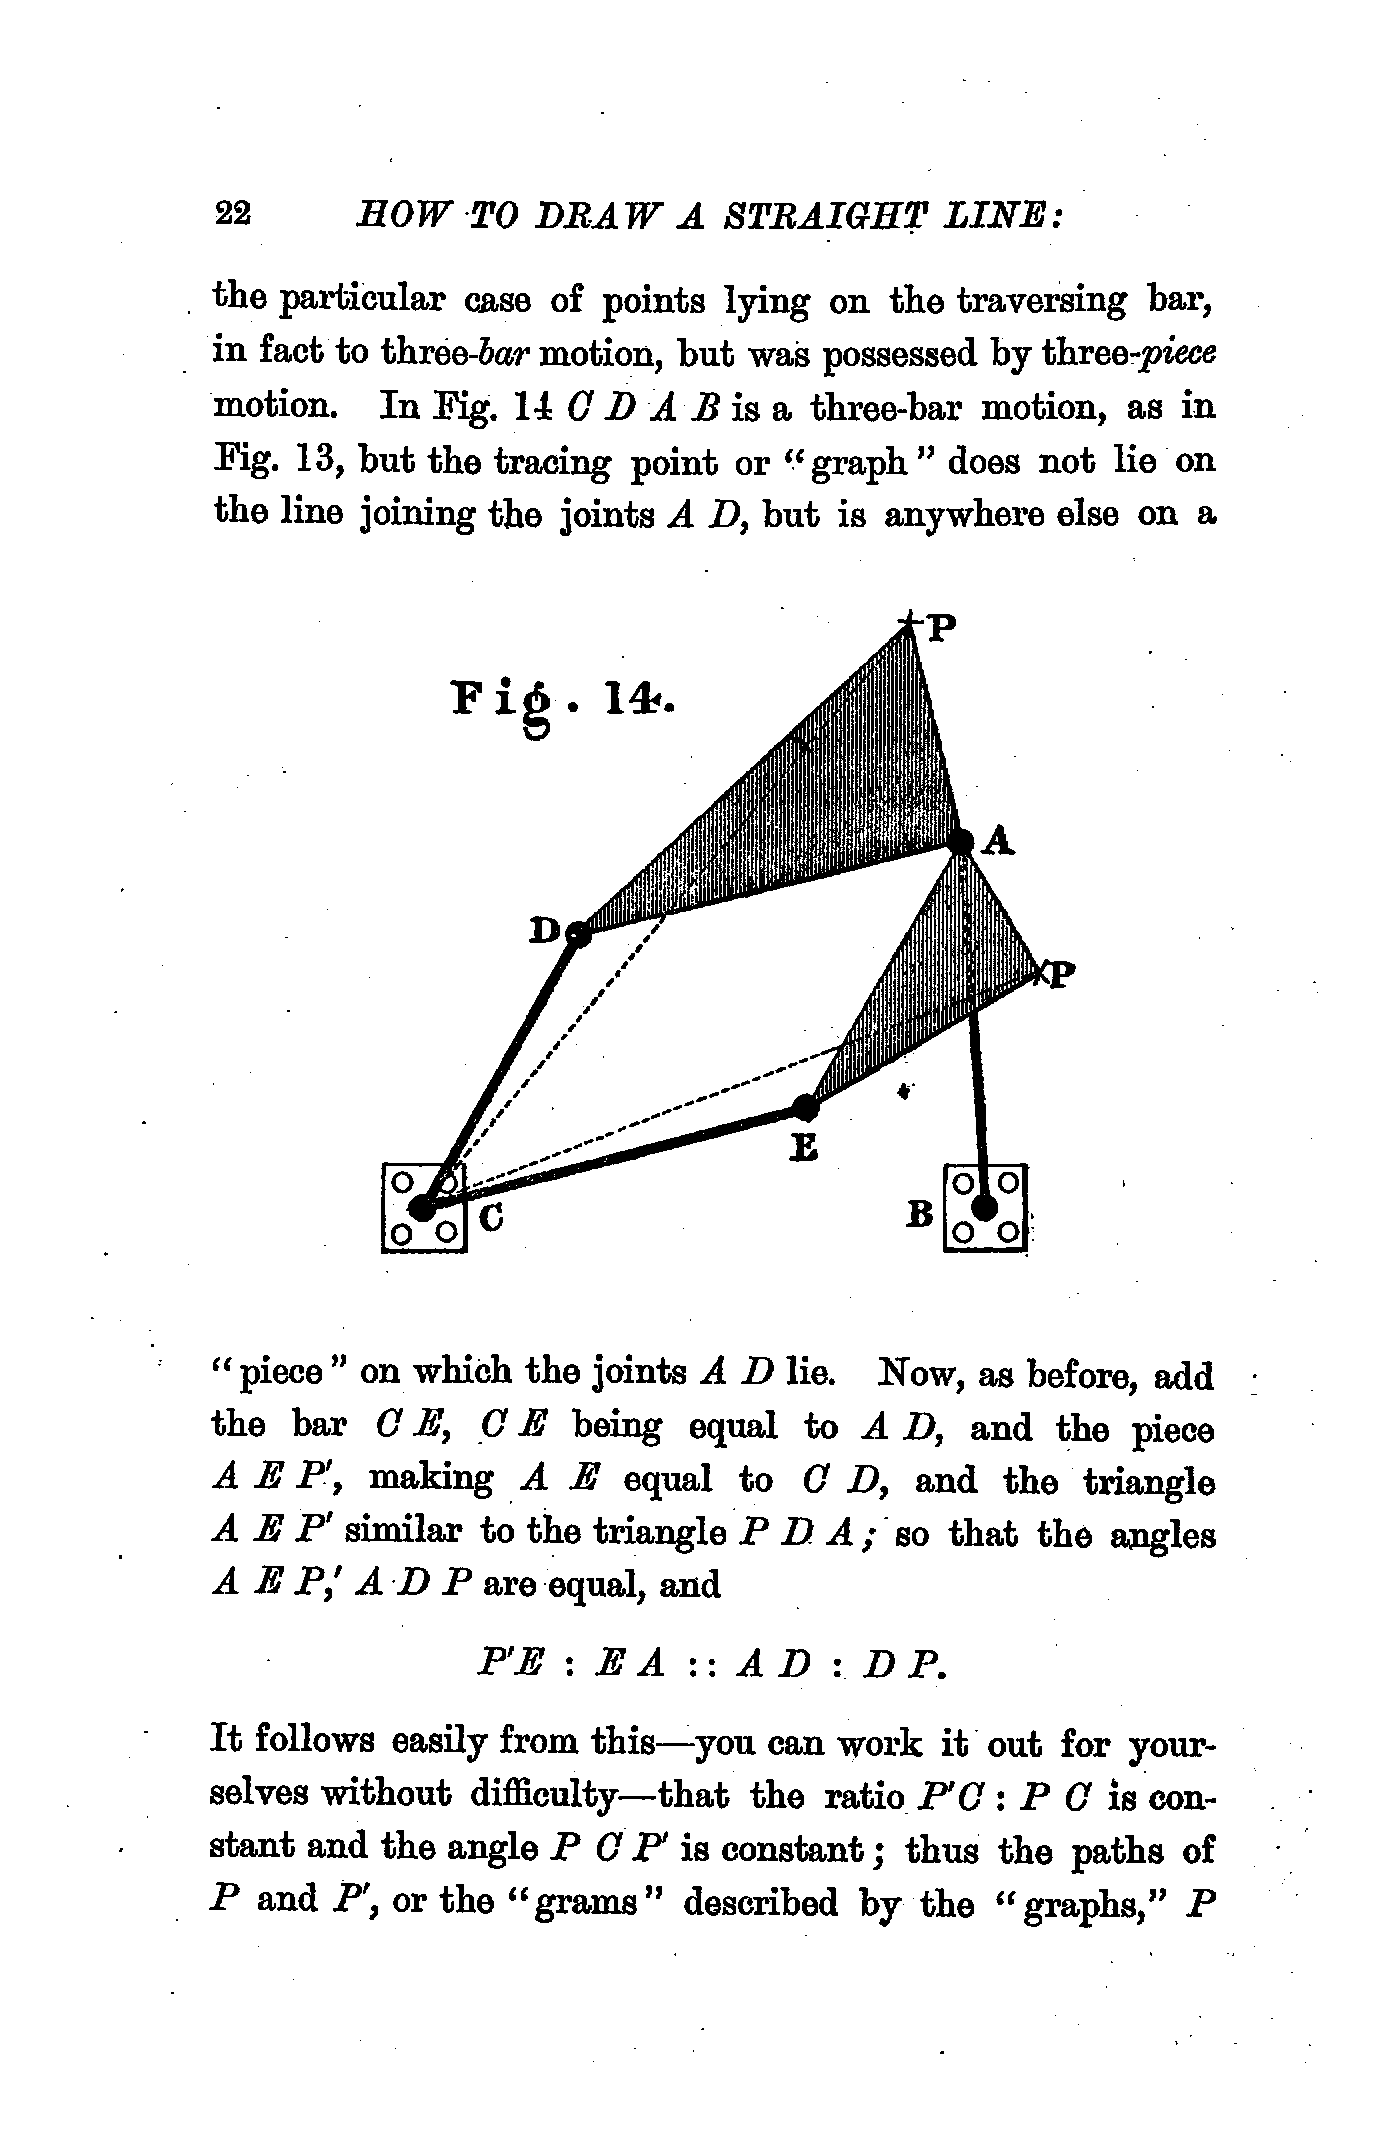 22 HOW TO DRAW A STRAIGHT LINE:
the particular case of points lying on the traversing bar,
in fact to three-bar motion, but was possessed by three-piece
motion. In Fig. 14 C D A B is a three-bar motion, as in
Fig. 13, but the tracing point or “graph” does not lie on
the line joining the joints A D, but is anywhere else on a
P
Fig. 14.
A
D
P
E
C
B
“piece” on which the joints A D lie. Now, as before, add
the bar C E, C E being equal to A D, and the piece
A E P′, making A E equal to C D, and the triangle
A E P′ similar to the triangle P D A; so that the angles
A E P,′ A D P are equal, and
P′E : E A :: A D : D P.
It follows easily from this—you can work it out for your-
selves without difficulty—that the ratio P′C : P C is con-
stant and the angle P C P′ is constant; thus the paths of
P and P′, or the “grams” described by the “graphs,” P